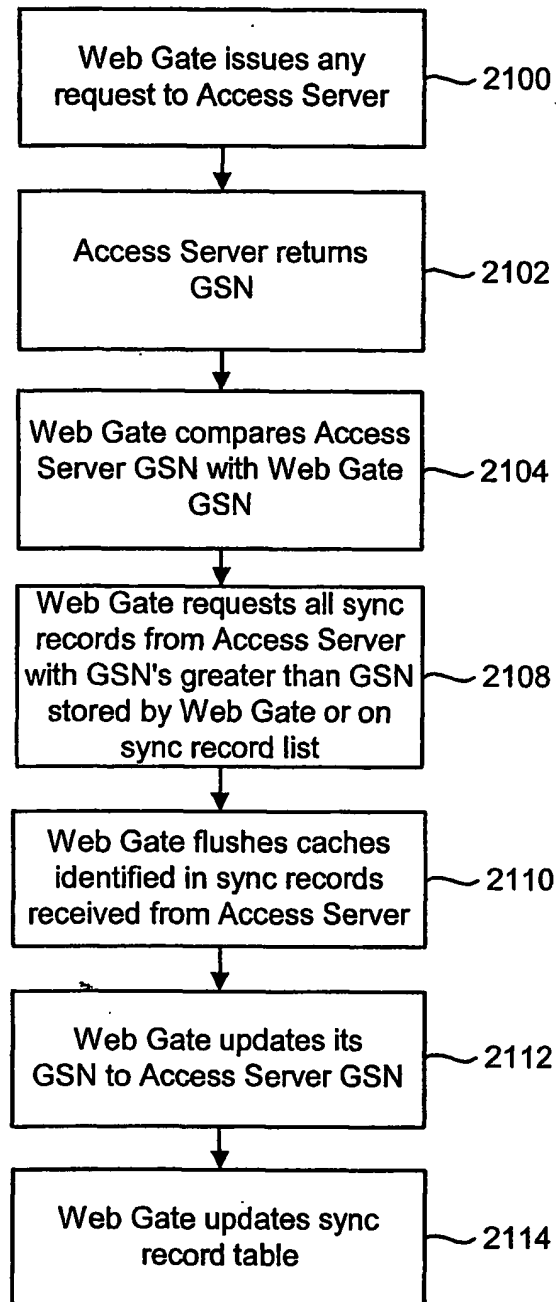 Web Gate issues any
request to Access Server
2100
Access Server returns
GSN
2102
Web Gate compares Access
Server GSN with Web Gate
GSN
2104
Web Gate requests all sync
records from Access Server
with GSN's greater than GSN
stored by Web Gate or on
sync record list
2108
Web Gate flushes caches
identified in sync records
received from Access Server
2110
Web Gate updates its
GSN to Access Server GSN
2112
Web Gate updates sync
record table
2114